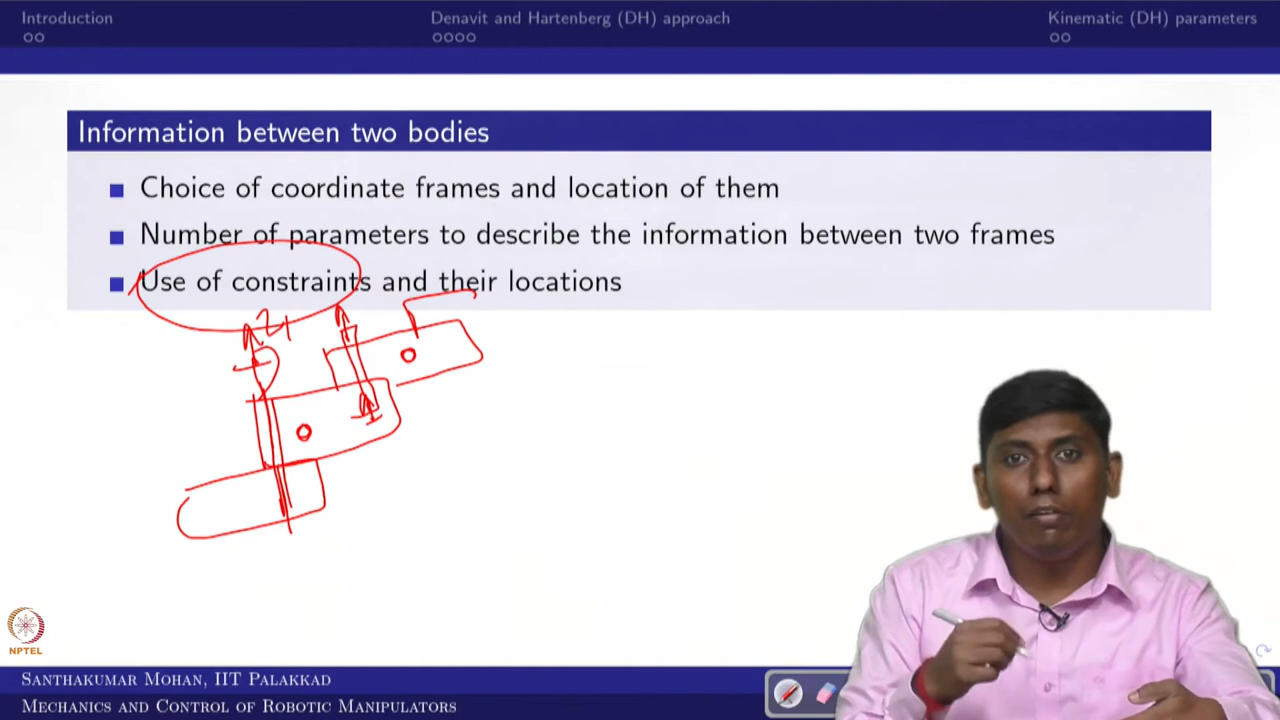 Introduction
Denavit and Hartenberg (DH) approach
Kinematic (DH) parameters
Information between two bodies
Choice of coordinate frames and location of them
Number of parameters to describe the information between two frames
Use of constraints and their locations
Z1
NPTEL
Santhakumar Mohan, IIT Palakkad
Mechanics and Control of Robotic Manipulators